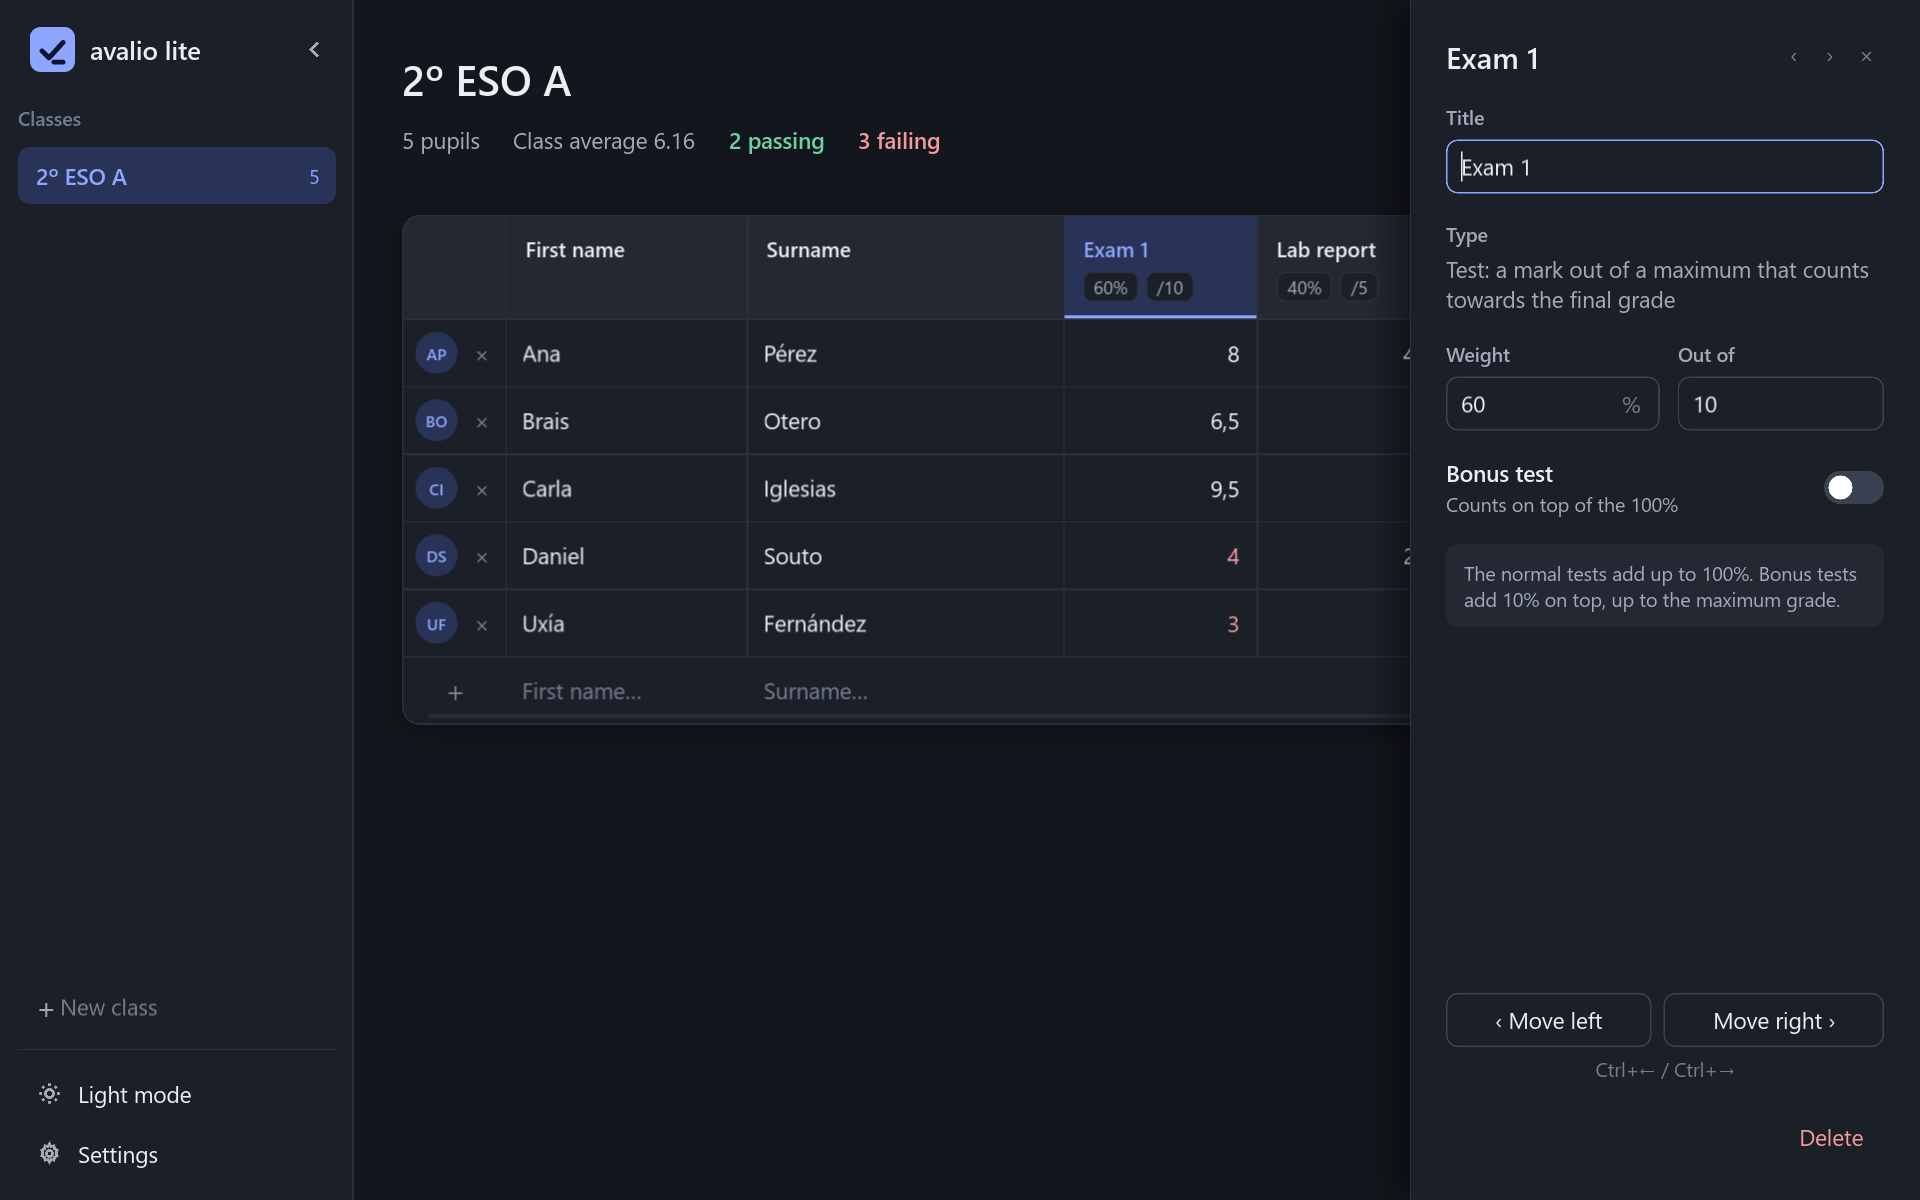 avalio lite
Classes
2º ESO A 5
+ New class
Light mode
Settings
2º ESO A
5 pupils Class average 6.16 2 passing 3 failing
First name Surname Exam 1 Lab report
60% /10 40% /5
AP × Ana Pérez 8
BO × Brais Otero 6,5
CI × Carla Iglesias 9,5
DS × Daniel Souto 4
UF × Uxía Fernández 3
+ First name... Surname...
Exam 1
Title
Exam 1
Type
Test: a mark out of a maximum that counts
towards the final grade
Weight Out of
60 % 10
Bonus test
Counts on top of the 100%
The normal tests add up to 100%. Bonus tests
add 10% on top, up to the maximum grade.
‹ Move left Move right ›
Ctrl+← / Ctrl+→
Delete